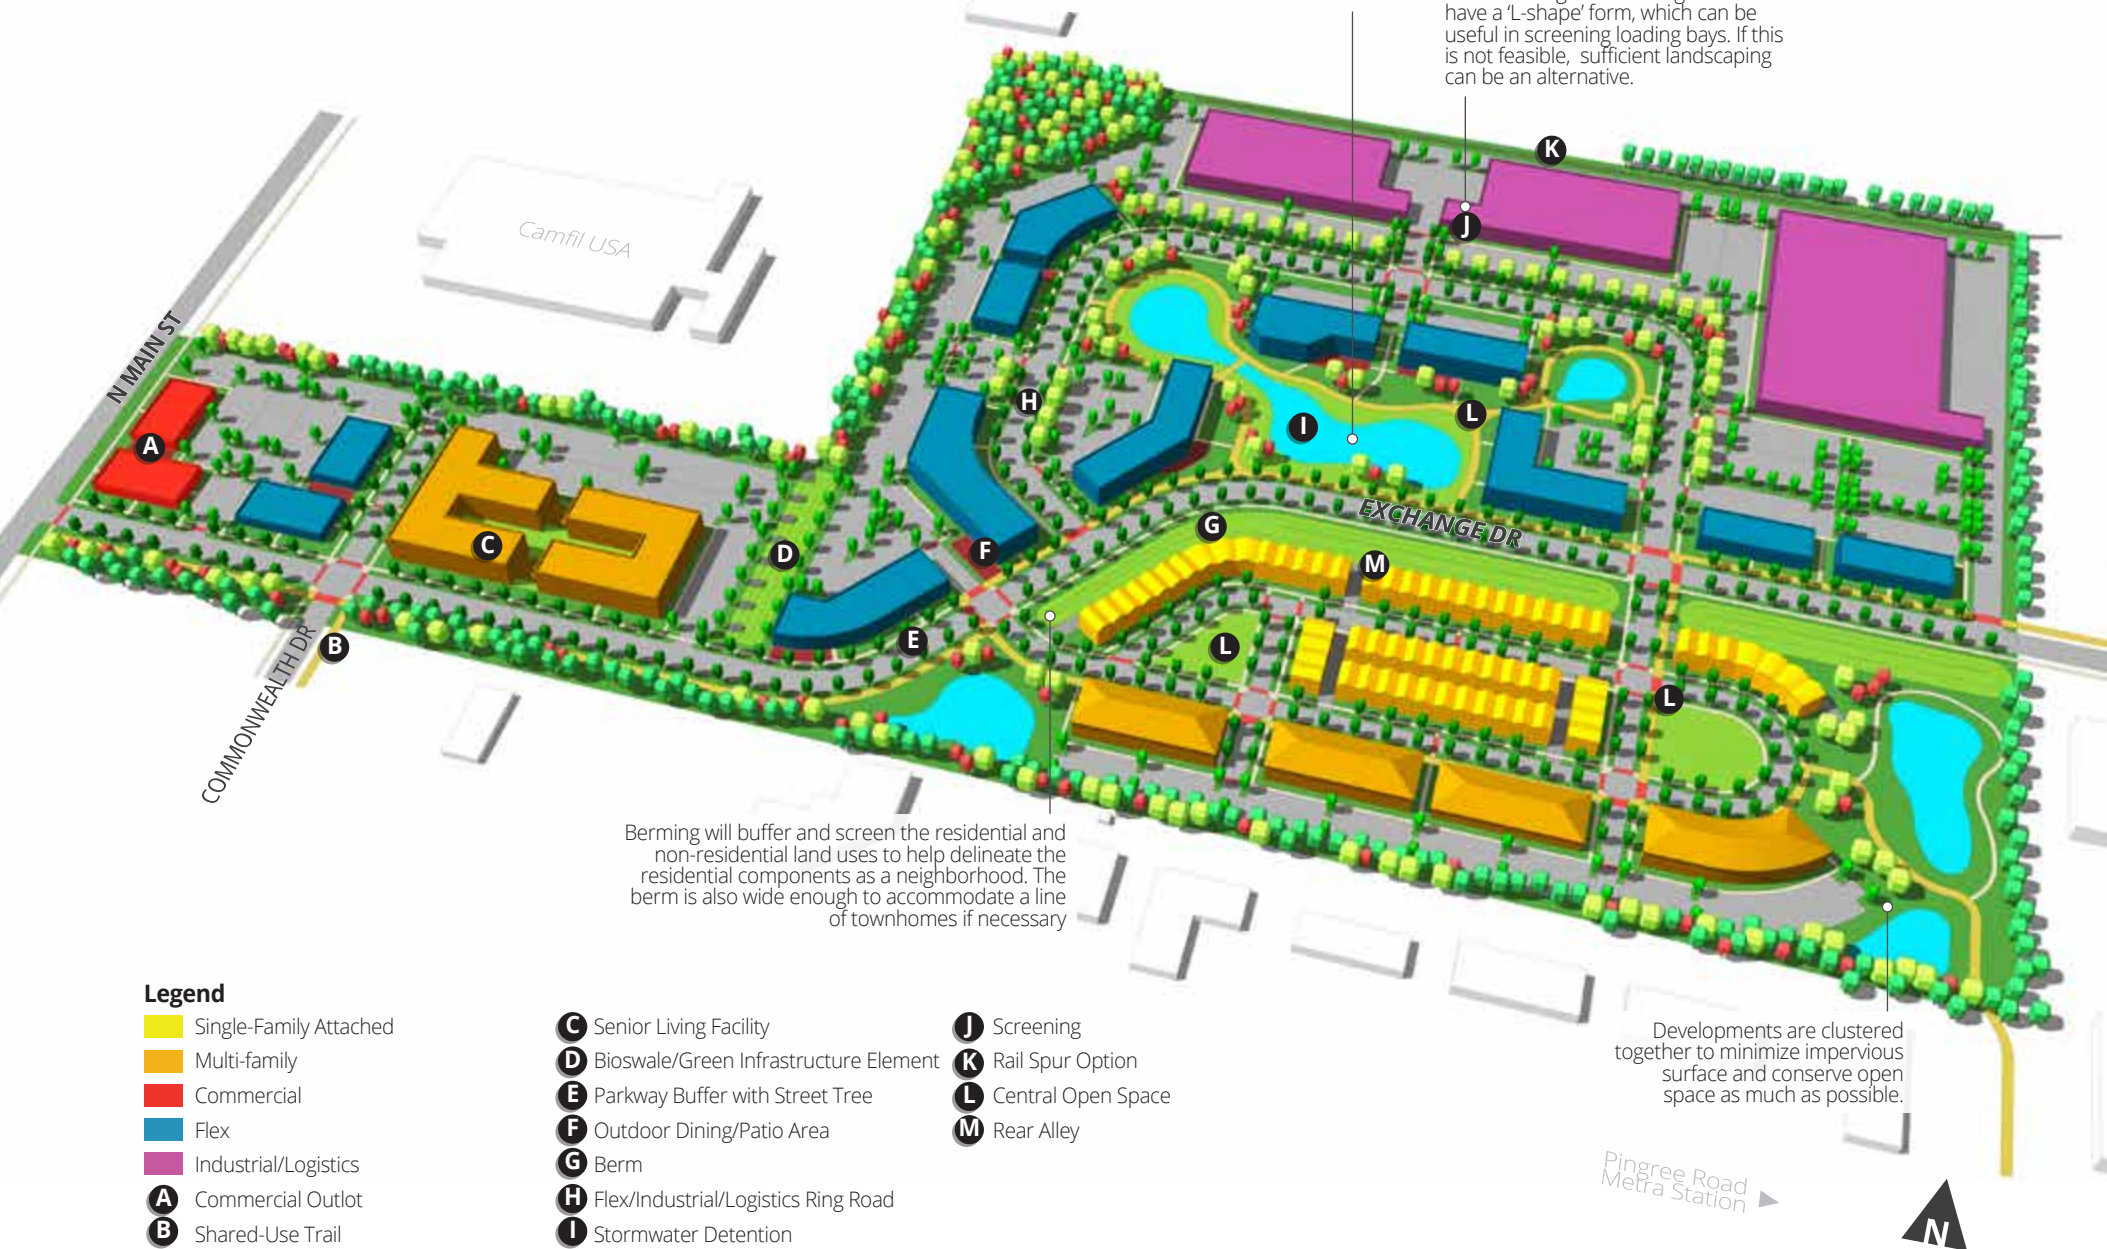 have a ‘L-shape’ form, which can be
useful in screening loading bays. If this
is not feasible, sufficient landscaping
can be an alternative.
K
Camfil USA
J
N MAIN ST
A
H
I
L
EXCHANGE DR
C
D
F
G
M
B
E
L
L
COMMONWEALTH DR
Berming will buffer and screen the residential and
non-residential land uses to help delineate the
residential components as a neighborhood. The
berm is also wide enough to accommodate a line
of townhomes if necessary
Developments are clustered
together to minimize impervious
surface and conserve open
space as much as possible.
Legend
Single-Family Attached
Multi-family
Commercial
Flex
Industrial/Logistics
A Commercial Outlot
B Shared-Use Trail
C Senior Living Facility
D Bioswale/Green Infrastructure Element
E Parkway Buffer with Street Tree
F Outdoor Dining/Patio Area
G Berm
H Flex/Industrial/Logistics Ring Road
I Stormwater Detention
J Screening
K Rail Spur Option
L Central Open Space
M Rear Alley
Pingree Road
Metra Station
N